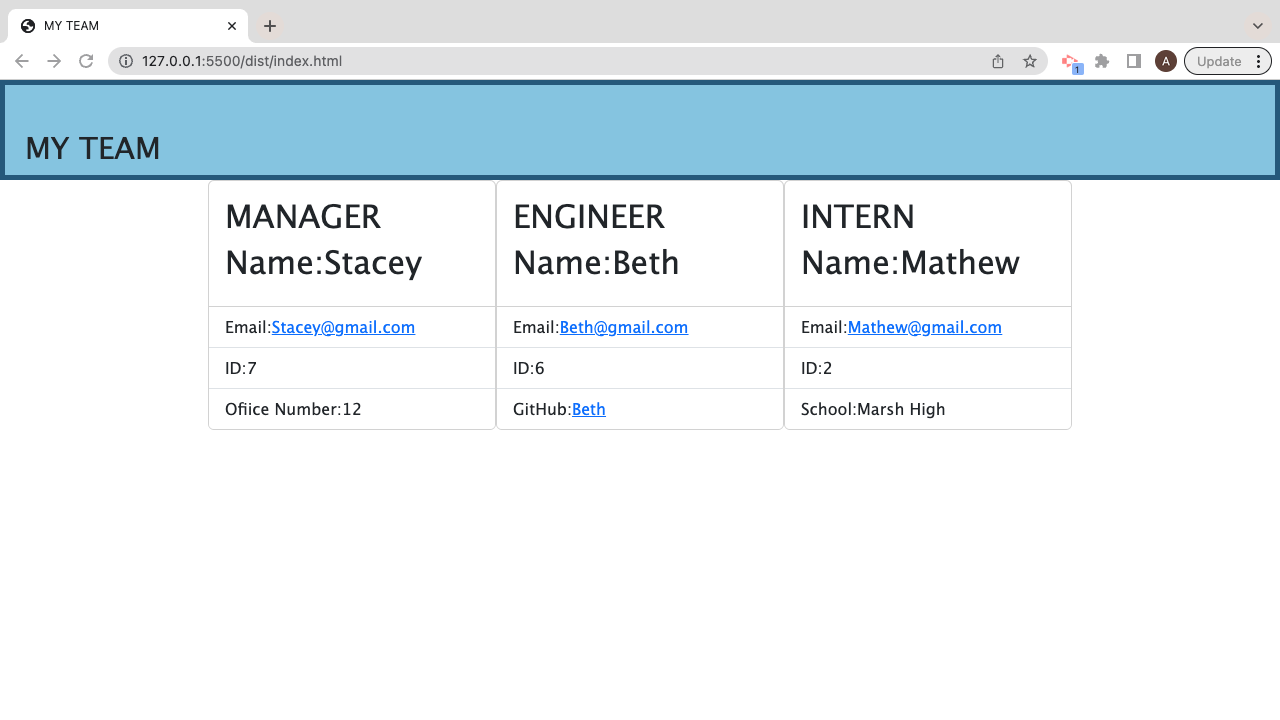 MY TEAM
127.0.0.1:5500/dist/index.html
1
A
Update
MY TEAM
MANAGER
Name:Stacey
Email:Stacey@gmail.com
ID:7
Ofiice Number:12
ENGINEER
Name:Beth
Email:Beth@gmail.com
ID:6
GitHub:Beth
INTERN
Name:Mathew
Email:Mathew@gmail.com
ID:2
School:Marsh High